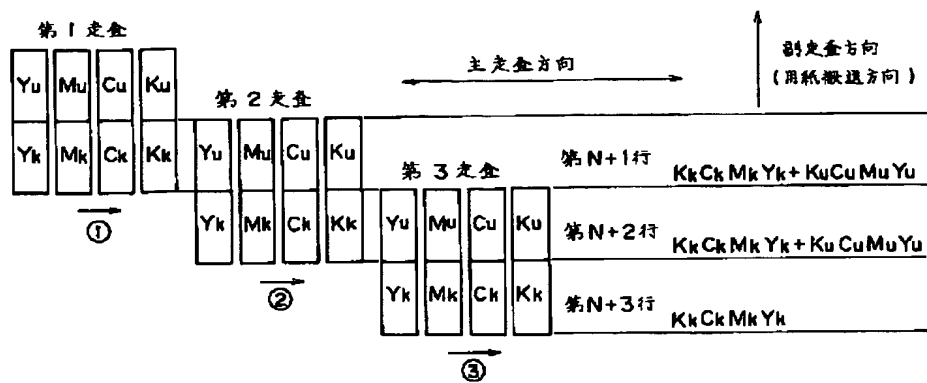 第1走査
Yu Mu Cu Ku
Yk Mk Ck Kk
①
第2走査
Yu Mu Cu Ku
Yk Mk Ck Kk
②
第3走査
Yu Mu Cu Ku
Yk Mk Ck Kk
③
主走査方向
副走査方向
(用紙搬送方向)
第N+1行 KkCkMkYk+KuCuMuYu
第N+2行 KkCkMkYk+KuCuMuYu
第N+3行 KkCkMkYk